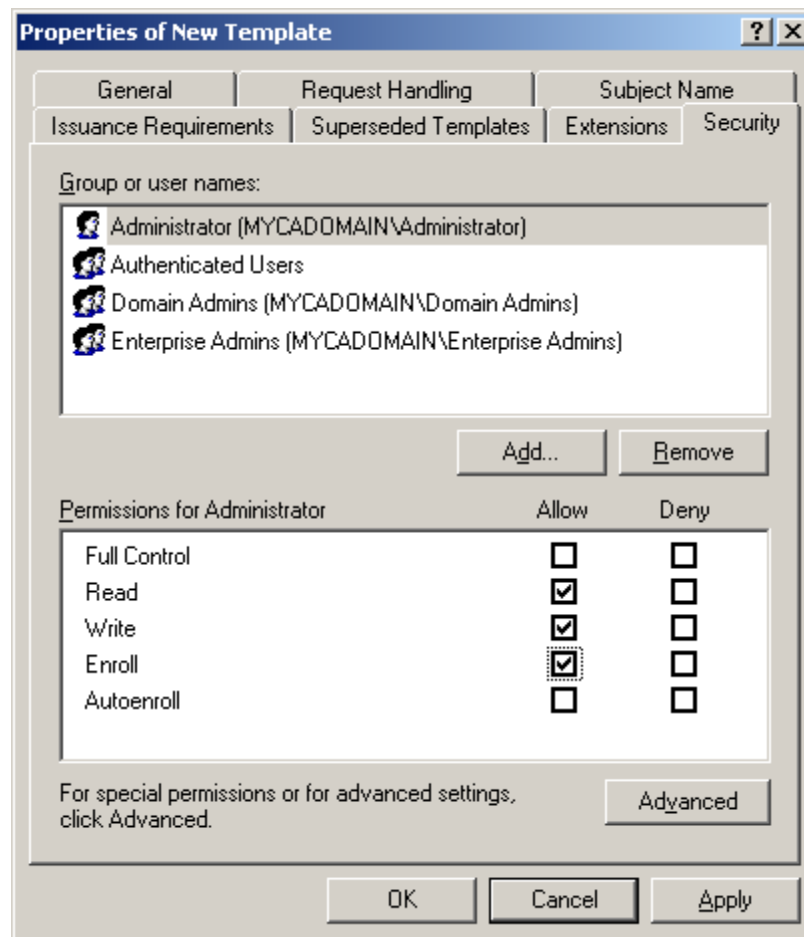 Properties of New Template
General Request Handling Subject Name
Issuance Requirements Superseded Templates Extensions Security
Group or user names:
Administrator (MYCADOMAIN\Administrator)
Authenticated Users
Domain Admins (MYCADOMAIN\Domain Admins)
Enterprise Admins (MYCADOMAIN\Enterprise Admins)
Add... Remove
Permissions for Administrator Allow Deny
Full Control
Read
Write
Enroll
Autoenroll
For special permissions or for advanced settings,
click Advanced.
Advanced
OK Cancel Apply